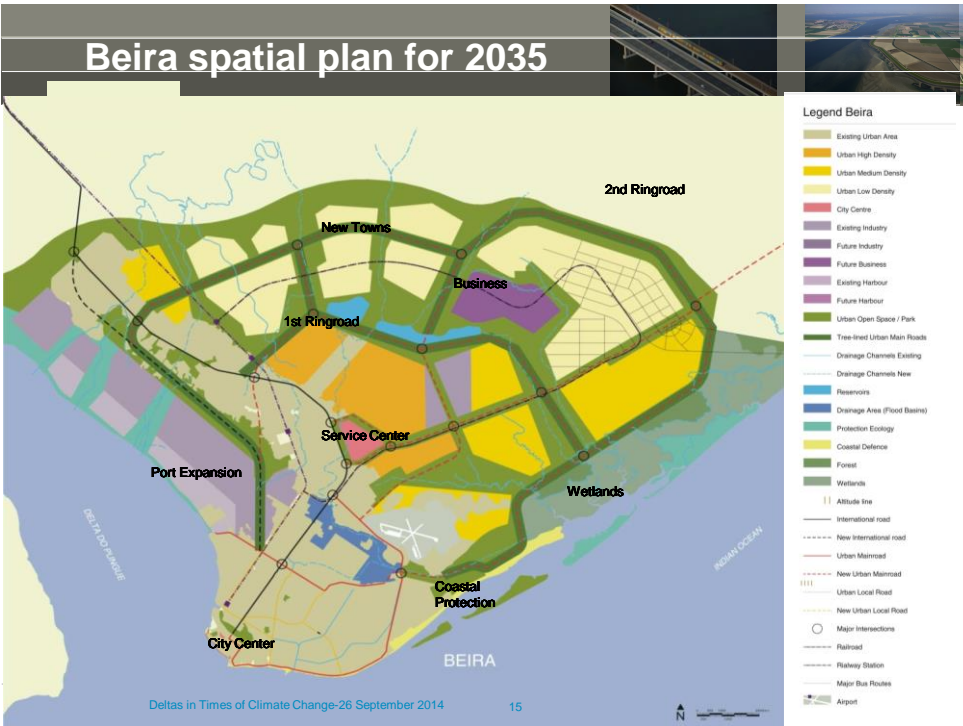 Beira spatial plan for 2035
2nd Ringroad
New Towns
Business
1st Ringroad
Service Center
Port Expansion
Wetlands
DELTA DO PUNGUE
INDIAN OCEAN
Coastal
Protection
City Center
BEIRA
N
Deltas in Times of Climate Change-26 September 2014
15
Legend Beira
Existing Urban Area
Urban High Density
Urban Medium Density
Urban Low Density
City Centre
Existing Industry
Future Industry
Future Business
Existing Harbour
Future Harbour
Urban Open Space / Park
Tree-lined Urban Main Roads
Drainage Channels Existing
Drainage Channels New
Reservoirs
Drainage Area (Flood Basins)
Protection Ecology
Coastal Defence
Forest
Wetlands
Altitude line
International road
New International road
Urban Mainroad
New Urban Mainroad
Urban Local Road
New Urban Local Road
Major Intersections
Railroad
Rialway Station
Major Bus Routes
Airport